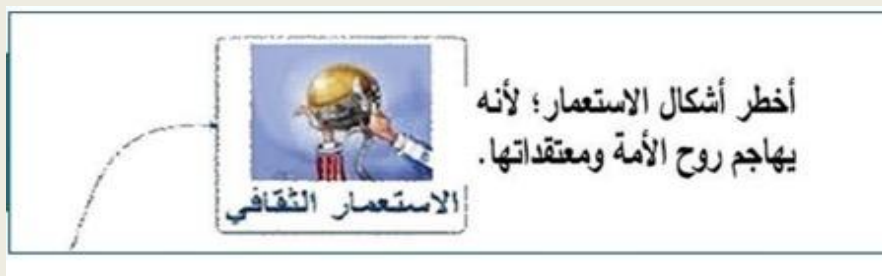 أخطر أشكال الاستعمار؛ لأنه
يهاجم روح الأمة ومعتقداتها.
الاستعمار الثقافي